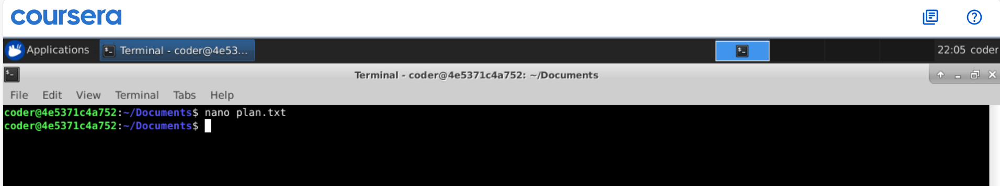 coursera
Applications Terminal - coder@4e53... 22:05 coder
Terminal - coder@4e5371c4a752: ~/Documents
File Edit View Terminal Tabs Help
coder@4e5371c4a752:~/Documents$ nano plan.txt
coder@4e5371c4a752:~/Documents$